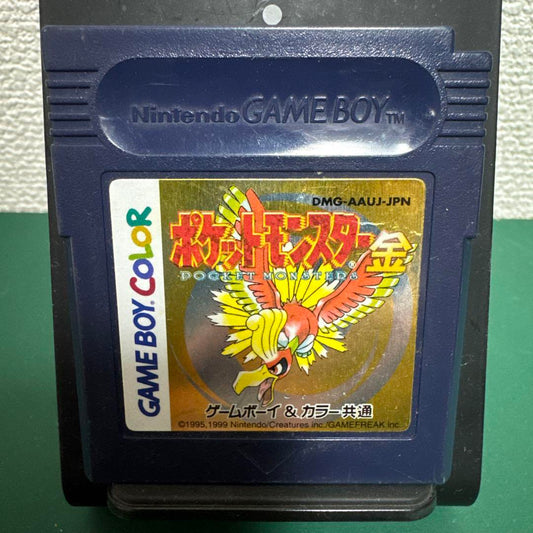 Nintendo GAME BOY™
GAME BOY COLOR
DMG-AAUJ-JPN
ポケットモンスター金
POCKET MONSTERS
ゲームボーイ & カラー共通
©1995,1999 Nintendo/Creatures inc./GAMEFREAK inc.